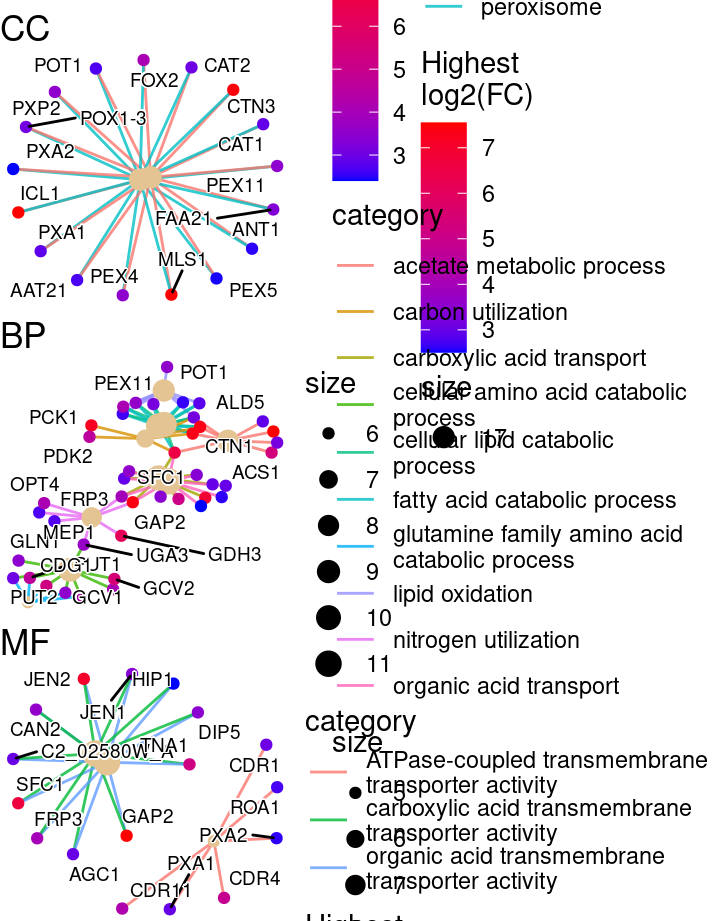 CC
POT1
FOX2
CAT2
CTN3
PXP2
POX1-3
CAT1
PXA2
PEX11
ICL1
FAA21
ANT1
PXA1
MLS1
AAT21
PEX4
PEX5
BP
PEX11
POT1
ALD5
PCK1
CTN1
PDK2
SFC1
ACS1
OPT4
FRP3
GAP2
MEP1
GLN1
UGA3
GDH3
CDG1
UT1
GCV2
PUT2
GCV1
MF
JEN2
HIP1
JEN1
CAN2
DIP5
C2_02580W_A
TNA1
CDR1
SFC1
ROA1
FRP3
GAP2
PXA2
PXA1
AGC1
CDR4
CDR11
6
5
4
3
peroxisome
Highest
log2(FC)
7
6
5
4
3
category
acetate metabolic process
carbon utilization
carboxylic acid transport
cellular amino acid catabolic
process
cellular lipid catabolic
process
fatty acid catabolic process
glutamine family amino acid
catabolic process
lipid oxidation
nitrogen utilization
organic acid transport
size
6
7
8
9
10
11
size
17
category
ATPase-coupled transmembrane
transporter activity
carboxylic acid transmembrane
transporter activity
organic acid transmembrane
transporter activity
size
5
6
7
Highest